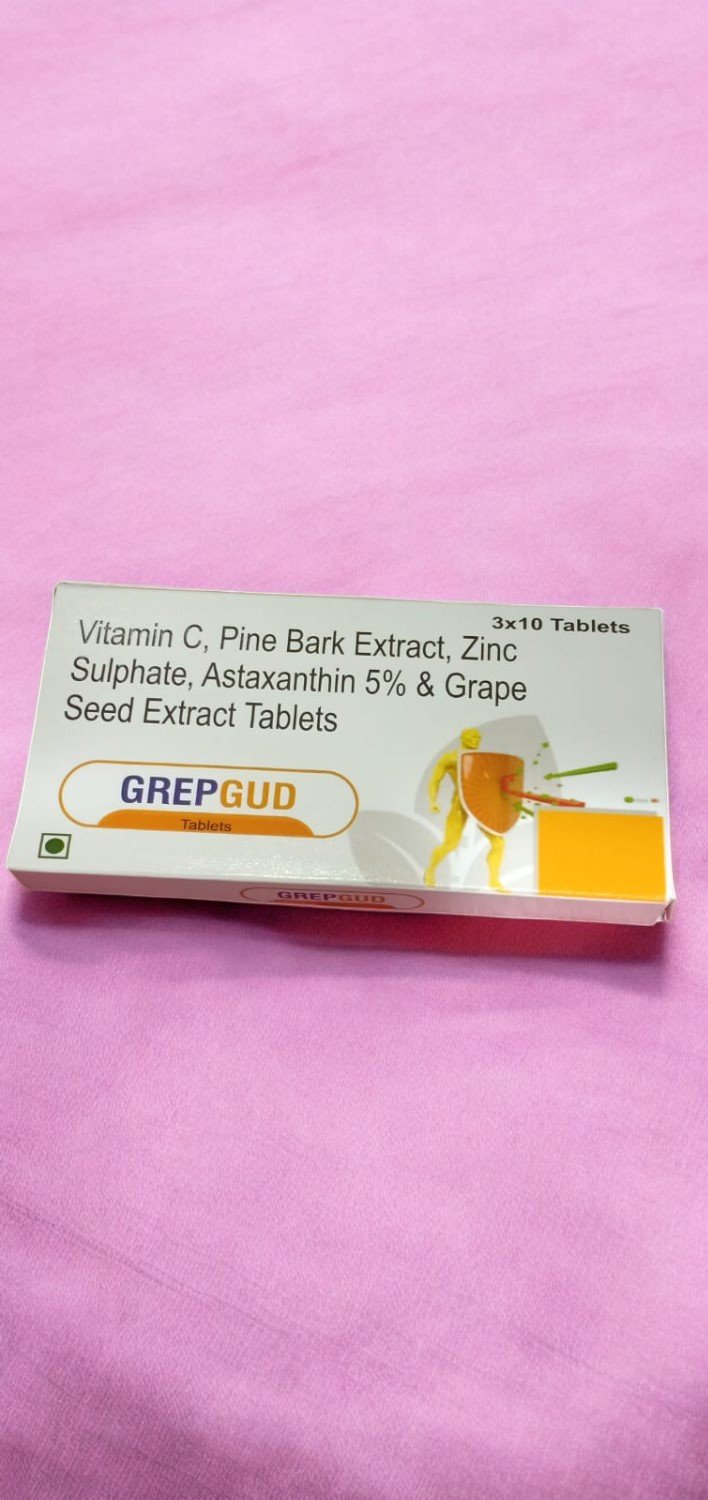 3x10 Tablets
Vitamin C, Pine Bark Extract, Zinc
Sulphate, Astaxanthin 5% & Grape
Seed Extract Tablets
GREPGUD
Tablets
GREPGUD